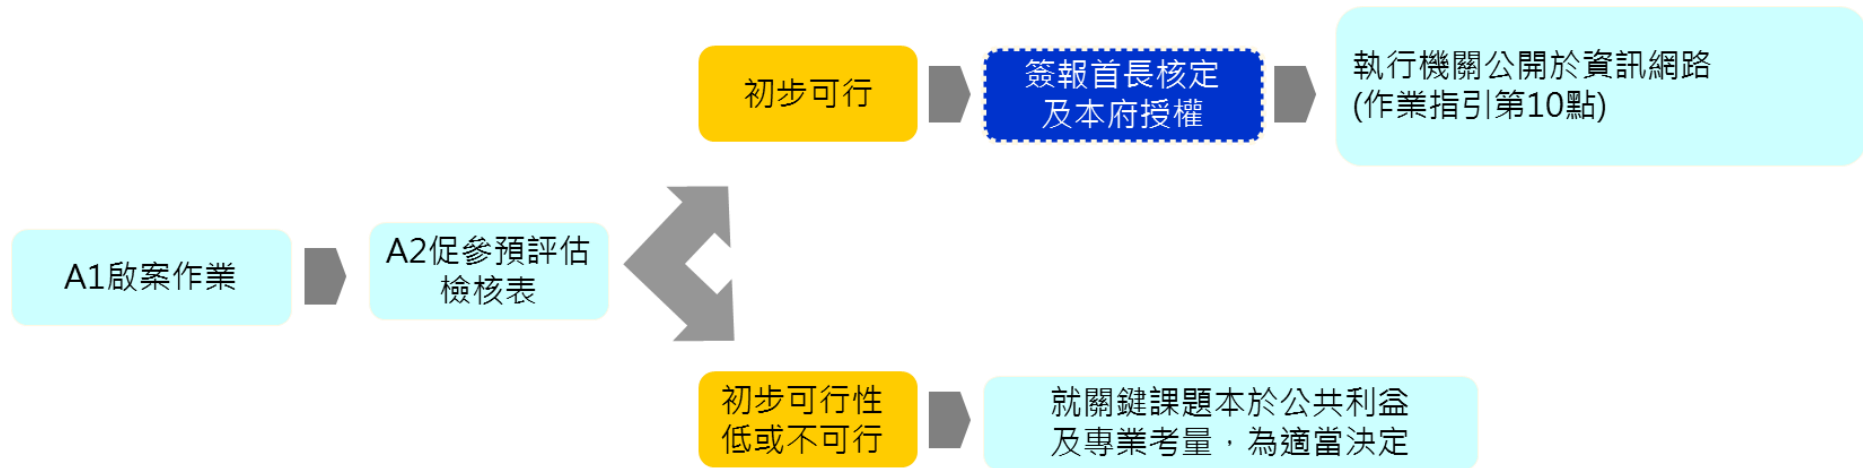 A1啟案作業
A2促參預評估
檢核表
初步可行
簽報首長核定
及本府授權
執行機關公開於資訊網路
(作業指引第10點)
初步可行性
低或不可行
就關鍵課題本於公共利益
及專業考量，為適當決定